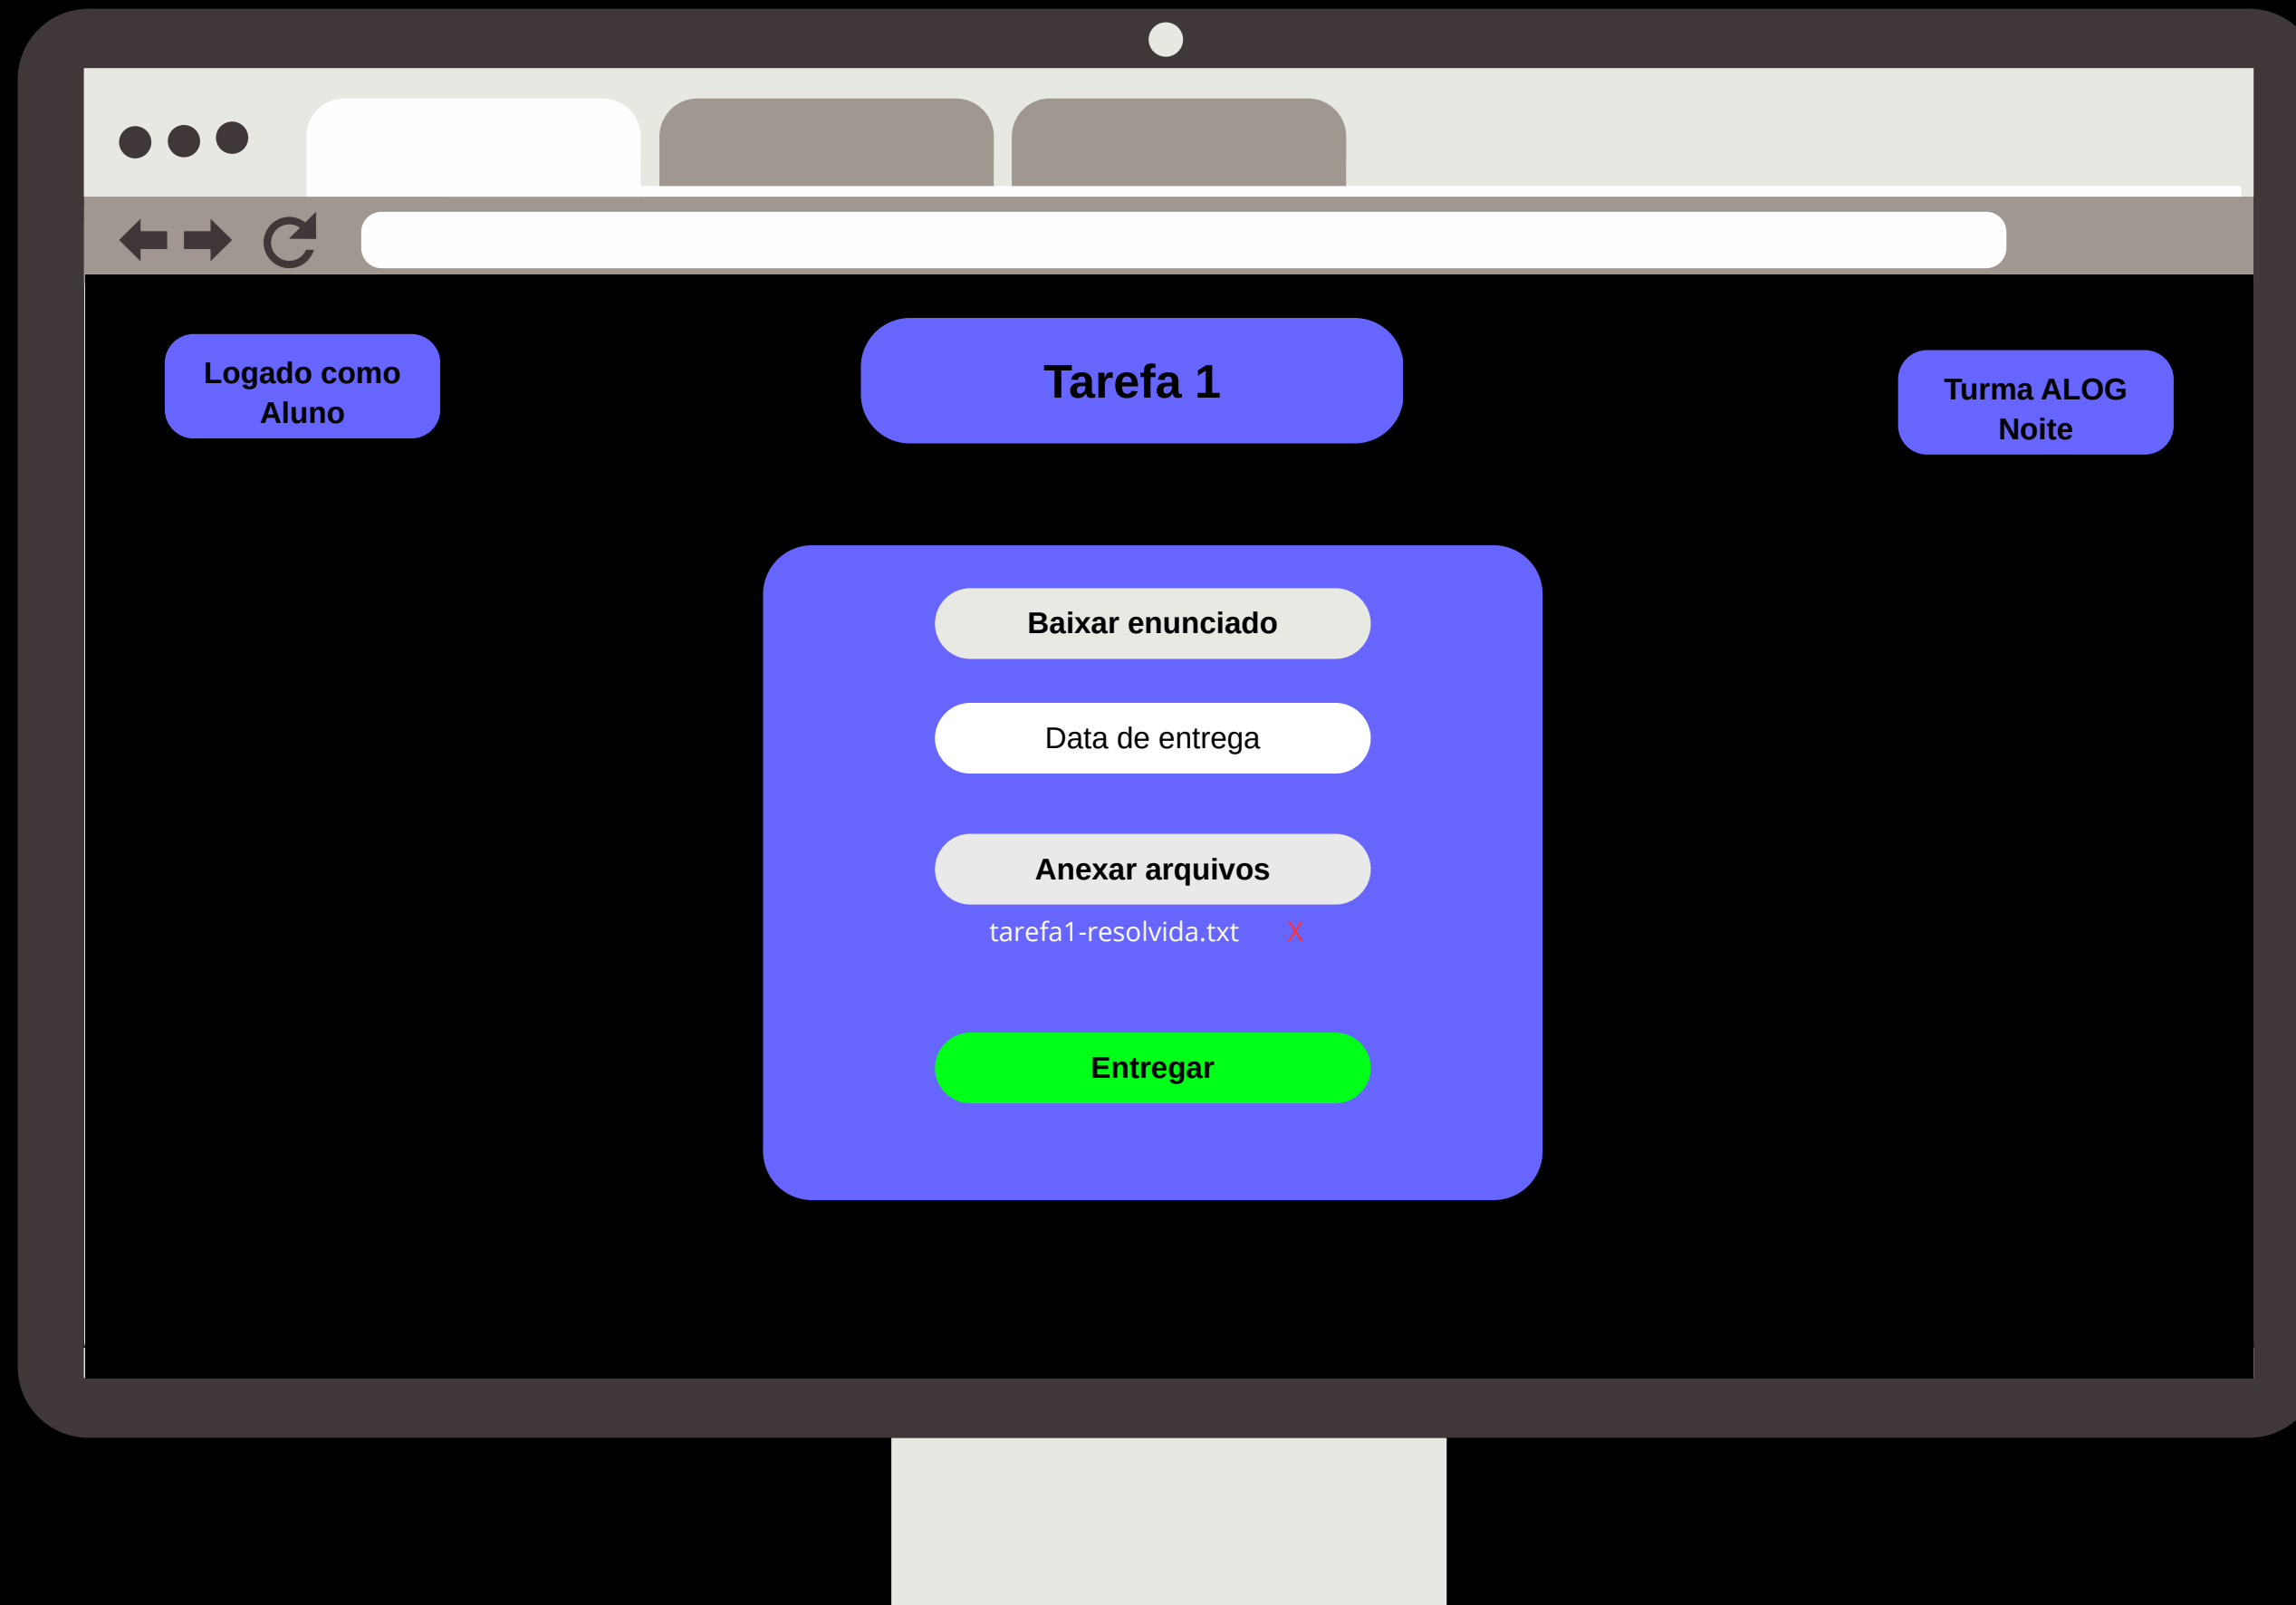 Logado como
Aluno
Tarefa 1
Turma ALOG
Noite
Baixar enunciado
Data de entrega
Anexar arquivos
tarefa1-resolvida.txt X
Entregar